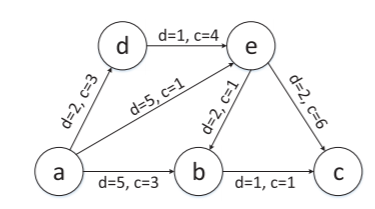 d
d=1, c=4
e
d=2, c=3
d=5, c=1
d=2, c=1
d=2, c=6
a
d=5, c=3
b
d=1, c=1
c